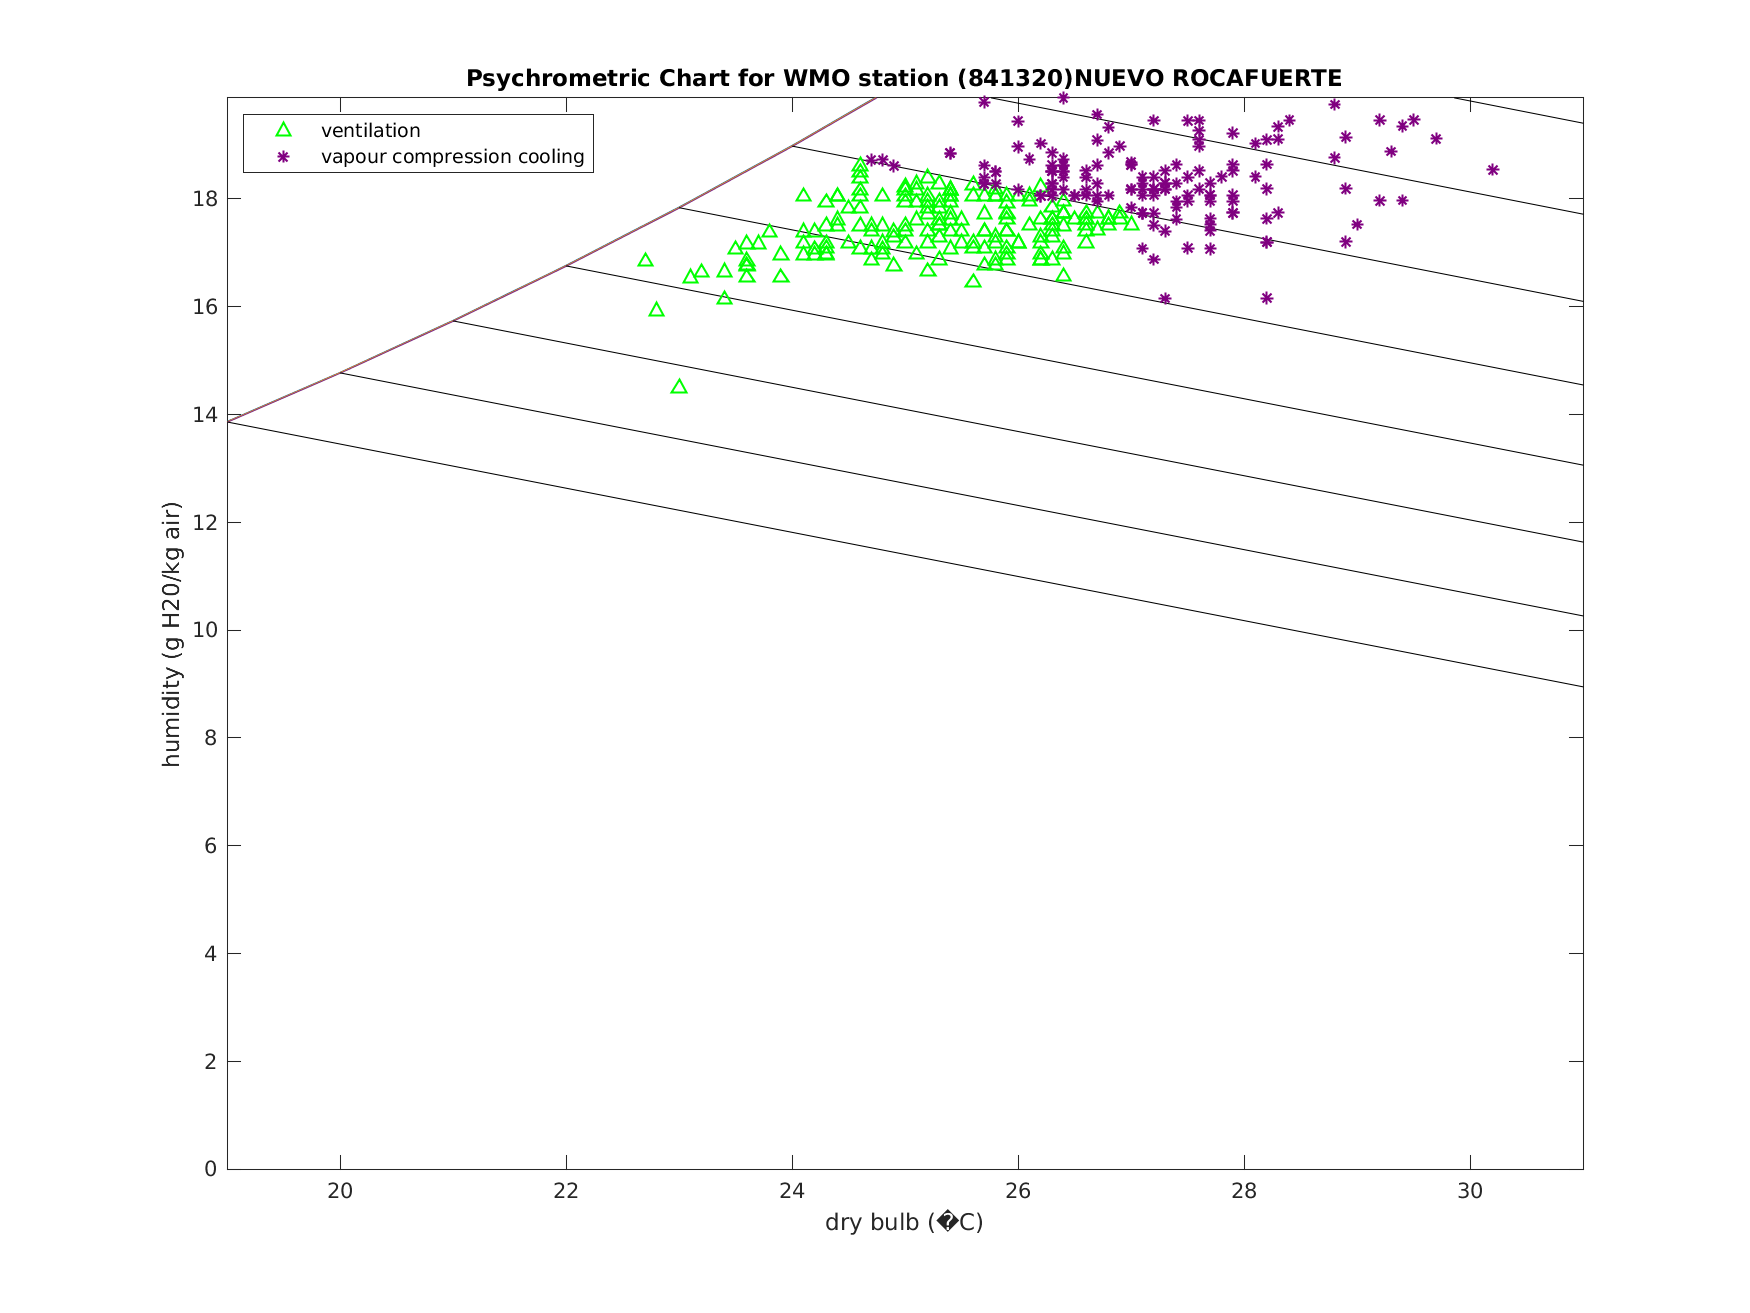 Psychrometric Chart for WMO station (841320)NUEVO ROCAFUERTE
ventilation
vapour compression cooling
18
16
14
12
10
8
6
4
2
0
humidity (g H20/kg air)
20 22 24 26 28 30
dry bulb (�C)